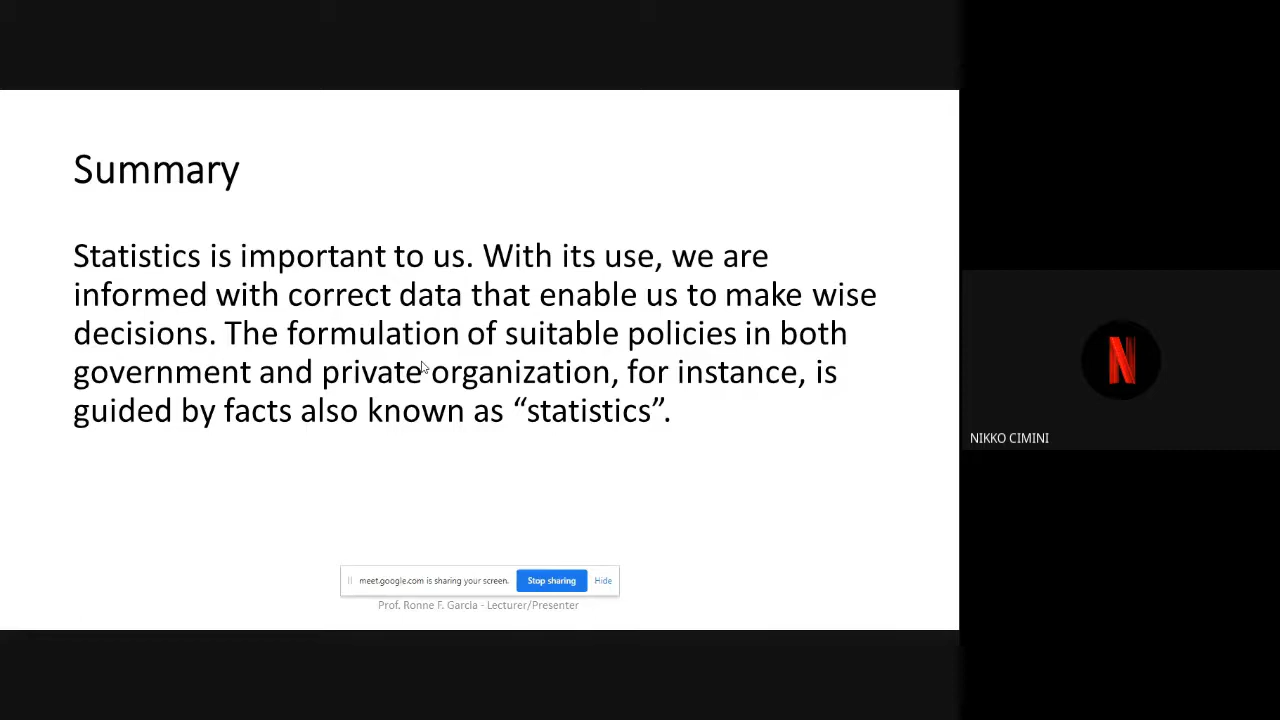 Summary
Statistics is important to us. With its use, we are
informed with correct data that enable us to make wise
decisions. The formulation of suitable policies in both
government and private organization, for instance, is
guided by facts also known as “statistics”.
meet.google.com is sharing your screen. Stop sharing Hide
Prof. Ronne F. Garcia - Lecturer/Presenter
N
NIKKO CIMINI